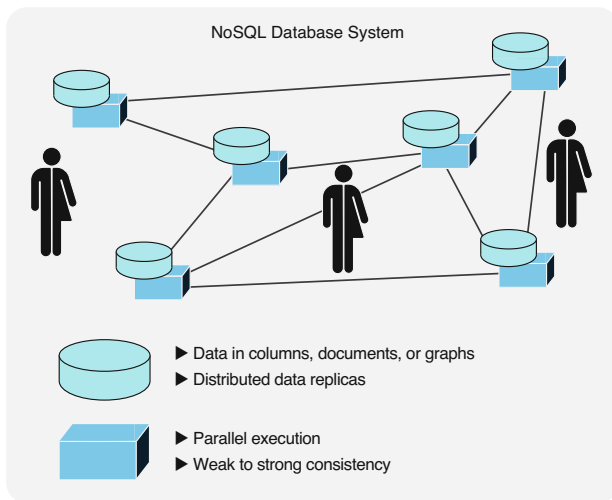 NoSQL Database System
▶ Data in columns, documents, or graphs
▶ Distributed data replicas
▶ Parallel execution
▶ Weak to strong consistency